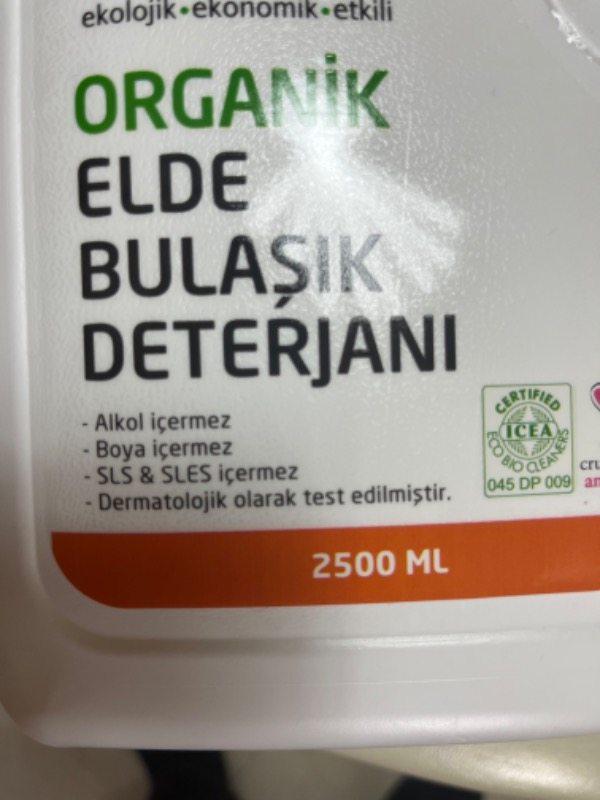 ekolojik•ekonomik•etkili
ORGANİK
ELDE
BULAŞIK
DETERJANI
- Alkol içermez
- Boya içermez
- SLS & SLES içermez
- Dermatolojik olarak test edilmiştir.
CERTIFIED
ICEA
ECO BIO CLEANERS
045 DP 009
2500 ML